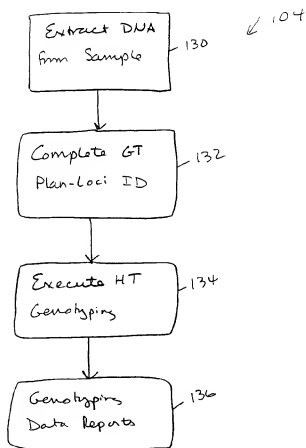 104
Extract DNA
from Sample
130
Complete GT
Plan-Loci ID
132
Execute HT
Genotyping
134
Genotyping
Data Reports
136